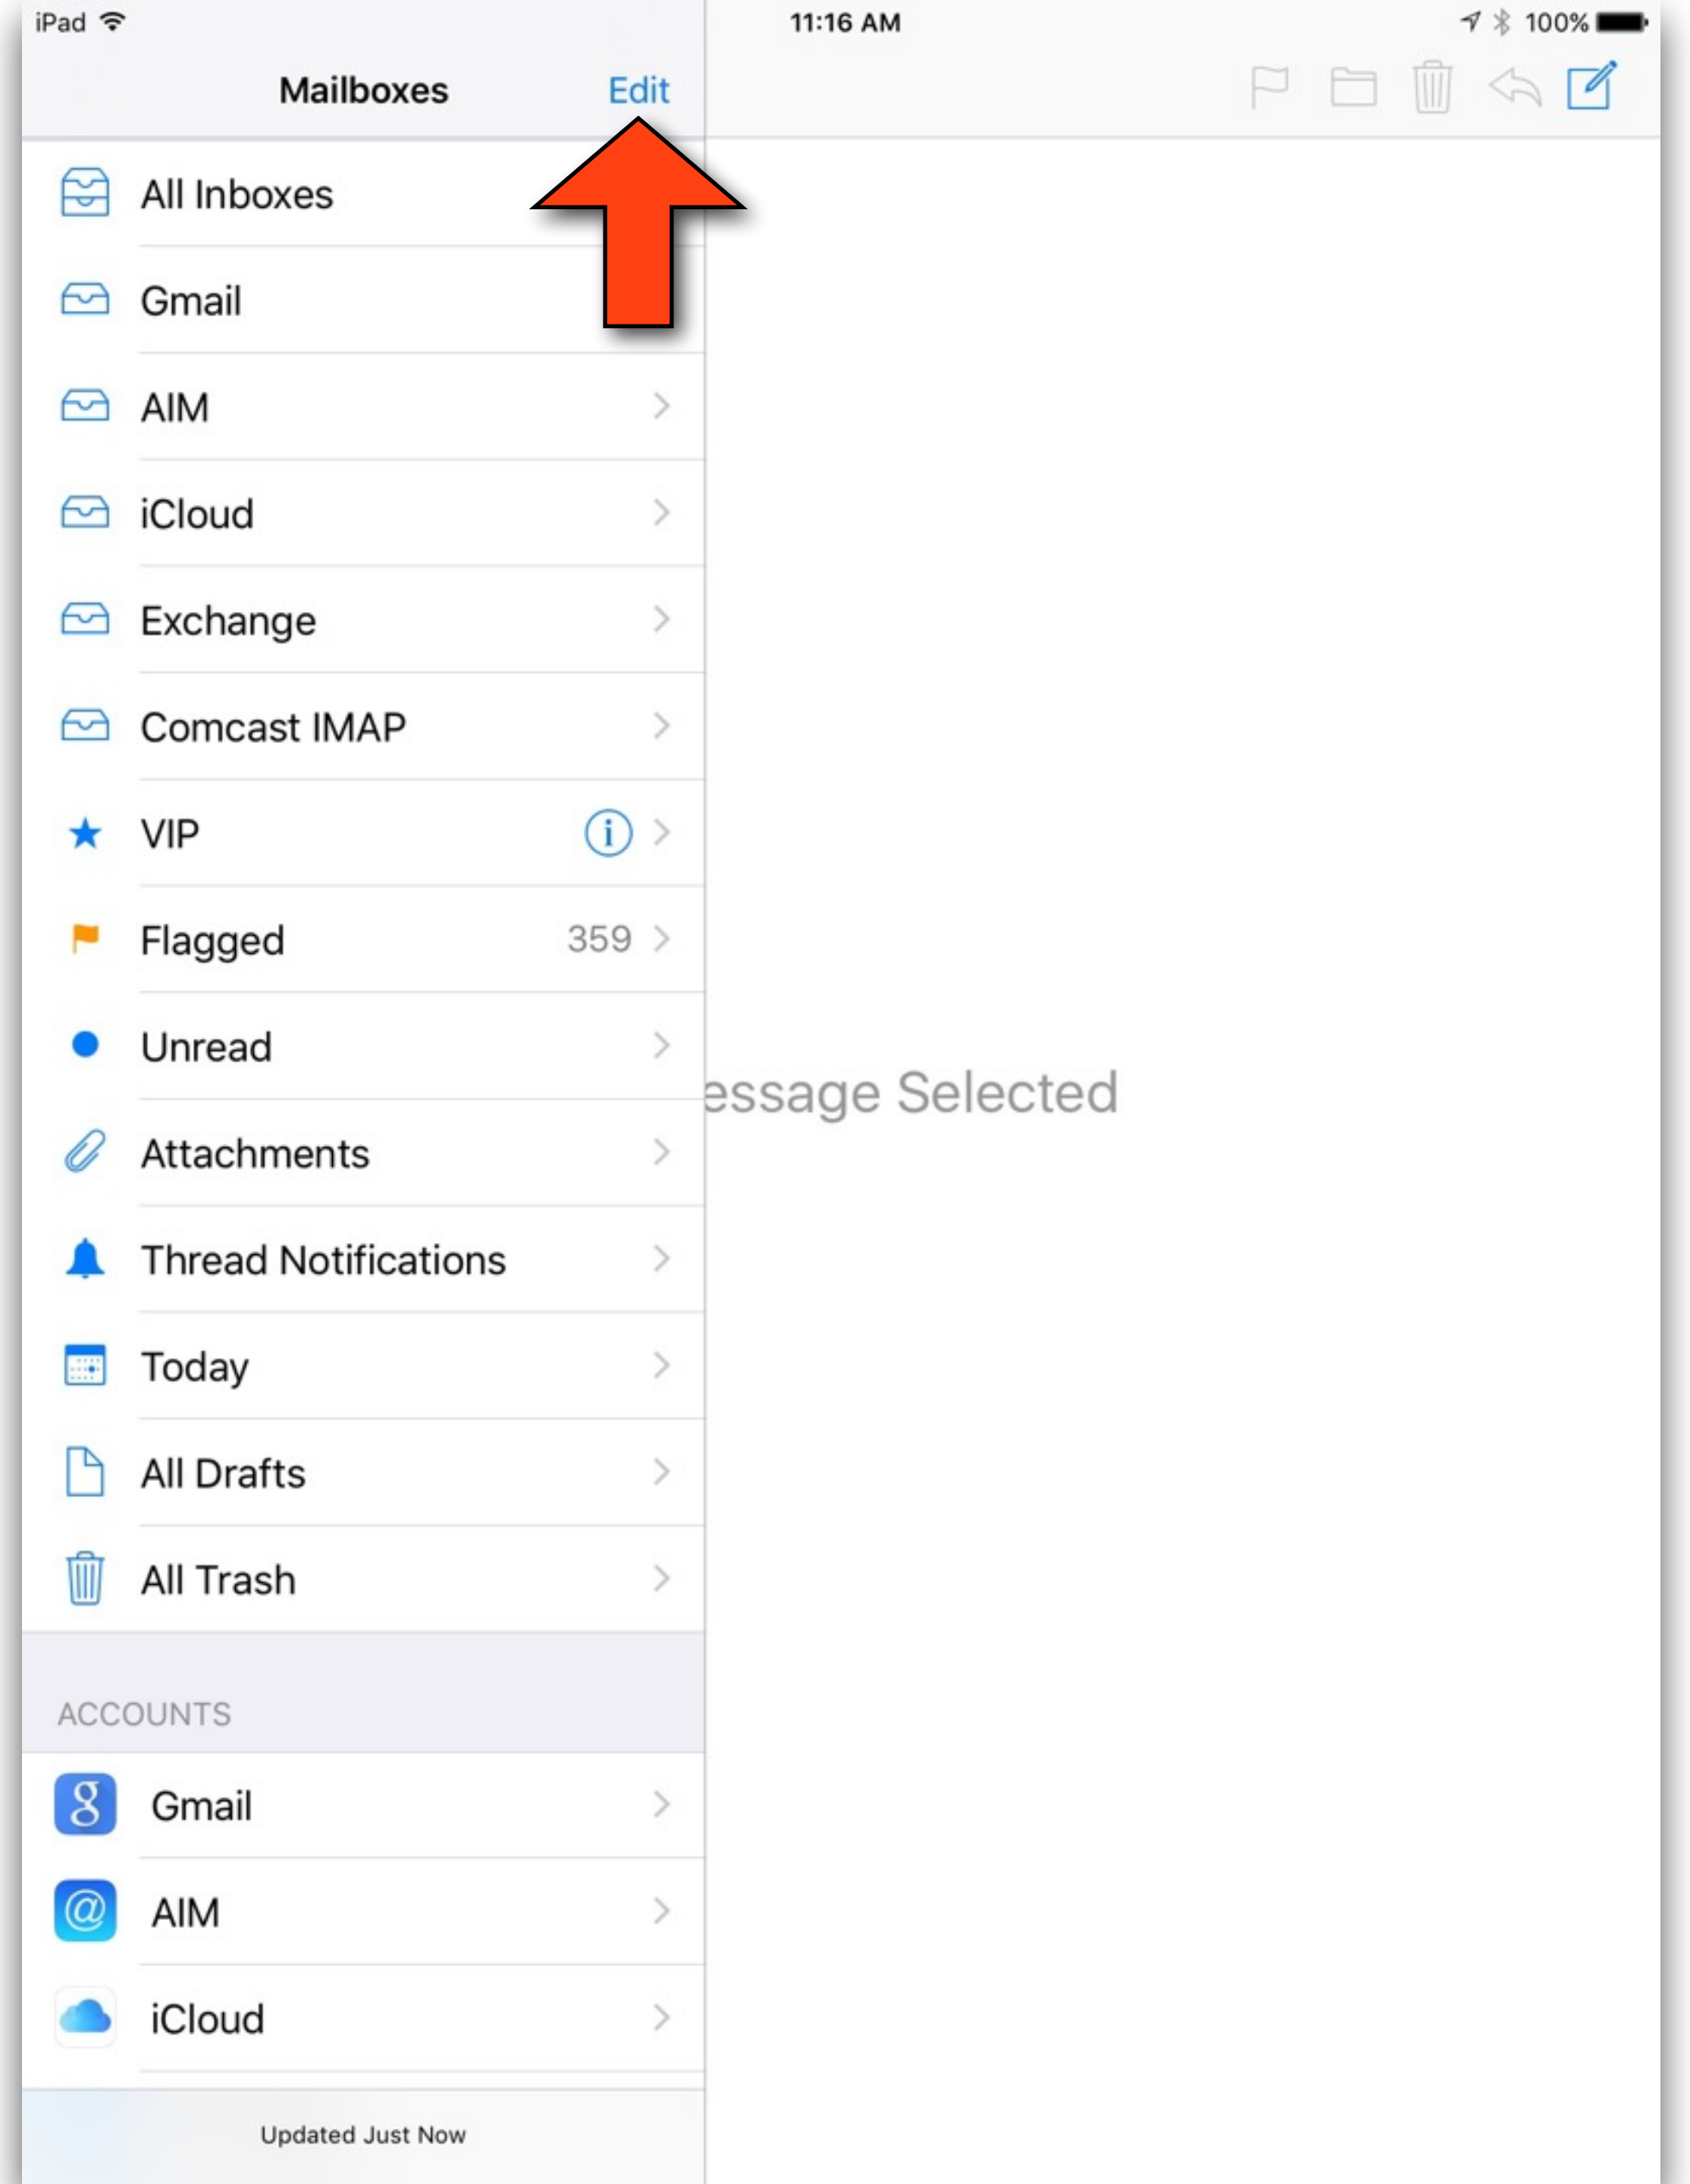 iPad 11:16 AM 100%
Mailboxes Edit
All Inboxes
Gmail
AIM
iCloud
Exchange
Comcast IMAP
VIP
Flagged 359
Unread
essage Selected
Attachments
Thread Notifications
Today
All Drafts
All Trash
ACCOUNTS
Gmail
AIM
iCloud
Updated Just Now